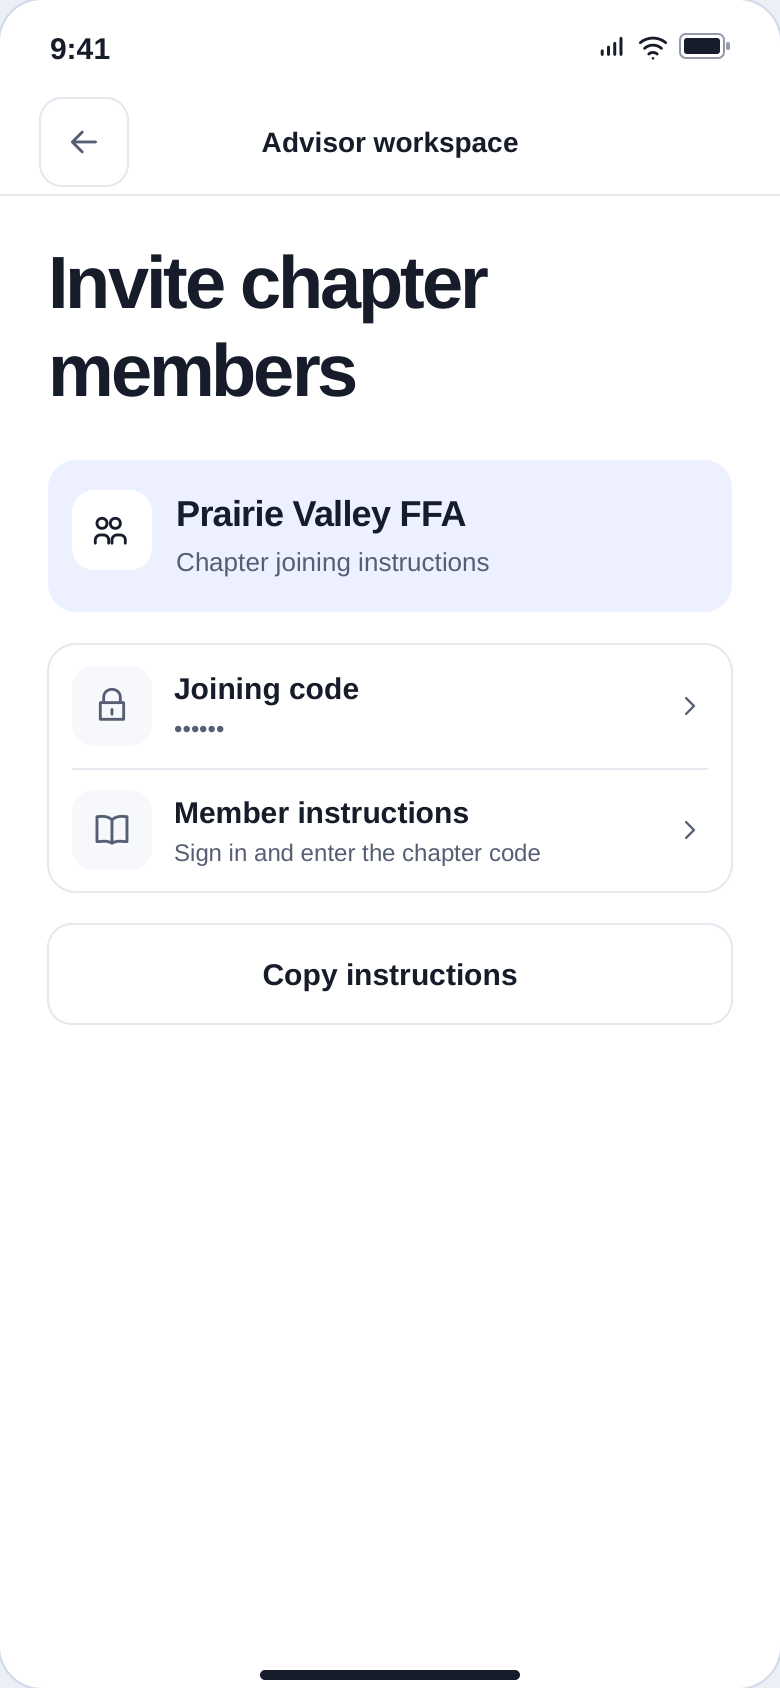 9:41
Advisor workspace
Invite chapter
members
Prairie Valley FFA
Chapter joining instructions
Joining code
••••••
Member instructions
Sign in and enter the chapter code
Copy instructions